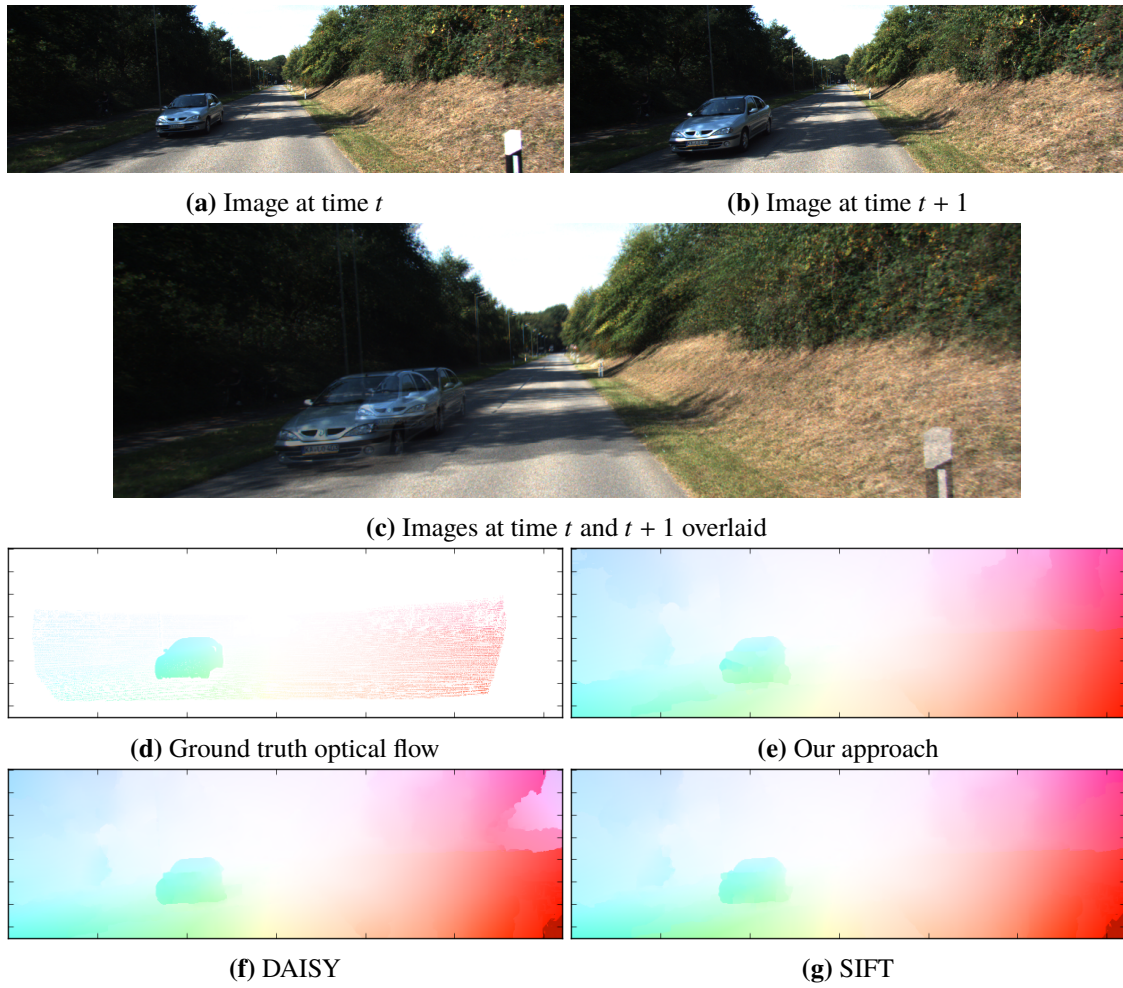 (a) Image at time t
(b) Image at time t + 1
(c) Images at time t and t + 1 overlaid
(d) Ground truth optical flow
(e) Our approach
(f) DAISY
(g) SIFT